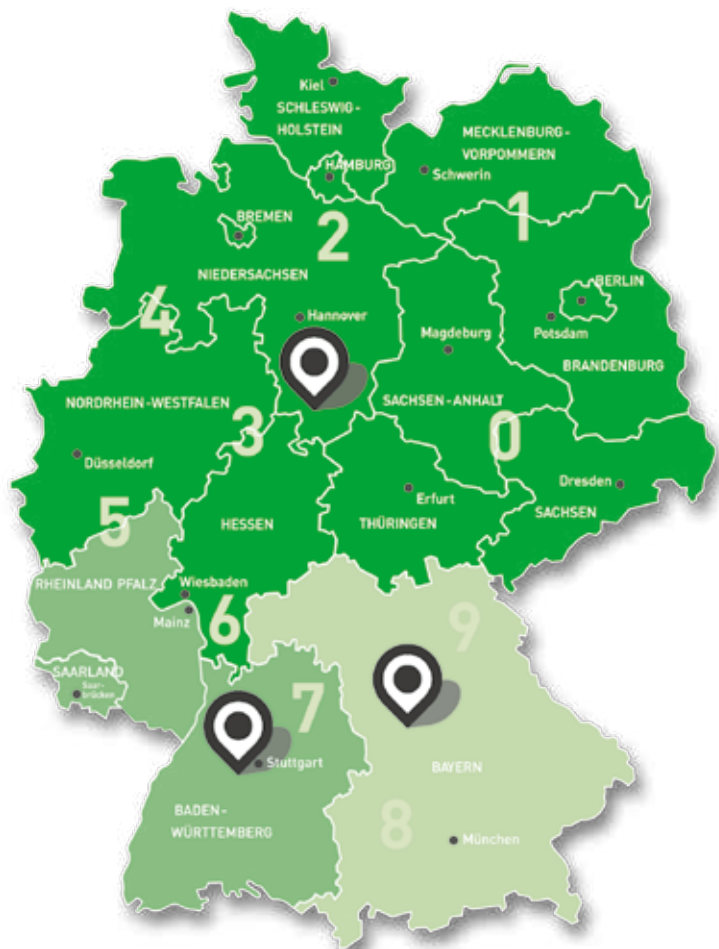 Kiel
SCHLESWIG-
HOLSTEIN
MECKLENBURG-
VORPOMMERN
HAMBURG
Schwerin
1
BREMEN
2
NIEDERSACHSEN
BERLIN
4
Hannover
Potsdam
Magdeburg
BRANDENBURG
NORDRHEIN-WESTFALEN
SACHSEN-ANHALT
3
0
Düsseldorf
Dresden
Erfurt
5
HESSEN
THÜRINGEN
SACHSEN
RHEINLAND PFALZ
Wiesbaden
Mainz
6
9
SAARLAND
Saar-
brücken
7
Stuttgart
BAYERN
BADEN-
WÜRTTEMBERG
8
München